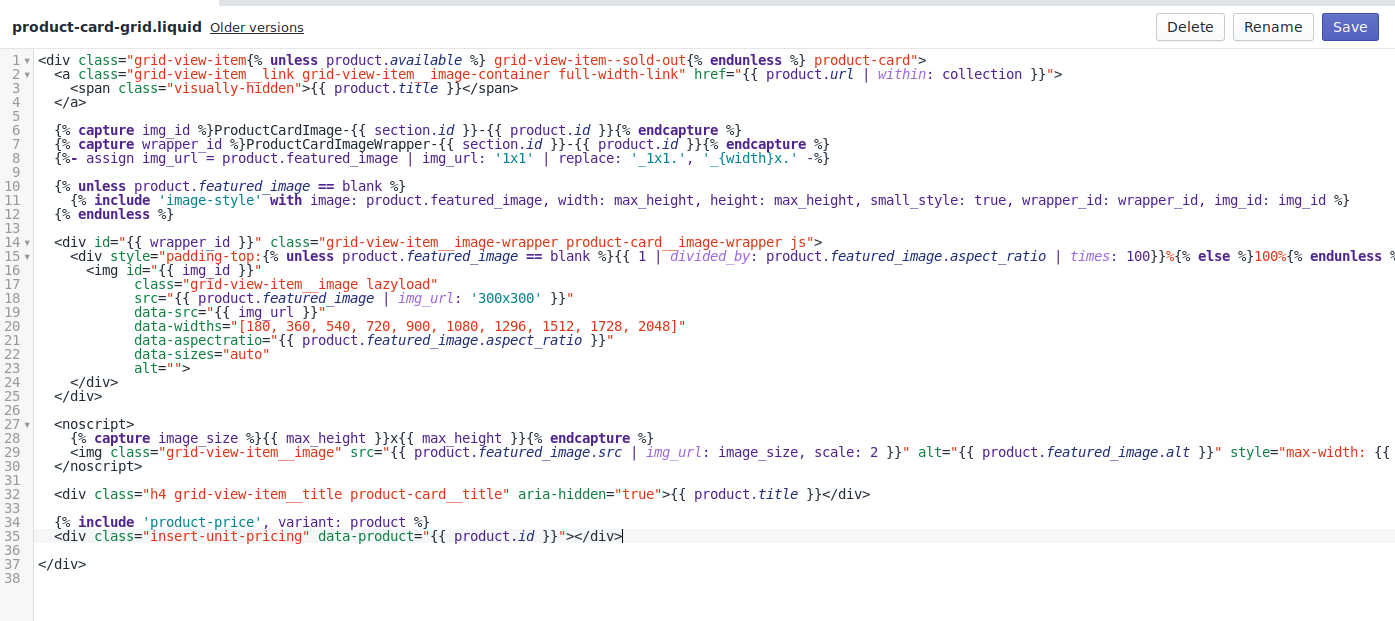 product-card-grid.liquid Older versions Delete Rename Save
1 <div class="grid-view-item{% unless product.available %} grid-view-item--sold-out{% endunless %} product-card">
2   <a class="grid-view-item__link grid-view-item__image-container full-width-link" href="{{ product.url | within: collection }}">
3     <span class="visually-hidden">{{ product.title }}</span>
4   </a>
5
6   {% capture img_id %}ProductCardImage-{{ section.id }}-{{ product.id }}{% endcapture %}
7   {% capture wrapper_id %}ProductCardImageWrapper-{{ section.id }}-{{ product.id }}{% endcapture %}
8   {%- assign img_url = product.featured_image | img_url: '1x1' | replace: '_1x1.', '_{width}x.' -%}
9
10   {% unless product.featured_image == blank %}
11     {% include 'image-style' with image: product.featured_image, width: max_height, height: max_height, small_style: true, wrapper_id: wrapper_id, img_id: img_id %}
12   {% endunless %}
13
14   <div id="{{ wrapper_id }}" class="grid-view-item__image-wrapper product-card__image-wrapper js">
15     <div style="padding-top:{% unless product.featured_image == blank %}{{ 1 | divided_by: product.featured_image.aspect_ratio | times: 100}}%{% else %}100%{% endunless %
16       <img id="{{ img_id }}"
17             class="grid-view-item__image lazyload"
18             src="{{ product.featured_image | img_url: '300x300' }}"
19             data-src="{{ img_url }}"
20             data-widths="[180, 360, 540, 720, 900, 1080, 1296, 1512, 1728, 2048]"
21             data-aspectratio="{{ product.featured_image.aspect_ratio }}"
22             data-sizes="auto"
23             alt="">
24     </div>
25   </div>
26
27   <noscript>
28     {% capture image_size %}{{ max_height }}x{{ max_height }}{% endcapture %}
29     <img class="grid-view-item__image" src="{{ product.featured_image.src | img_url: image_size, scale: 2 }}" alt="{{ product.featured_image.alt }}" style="max-width: {{
30   </noscript>
31
32   <div class="h4 grid-view-item__title product-card__title" aria-hidden="true">{{ product.title }}</div>
33
34   {% include 'product-price', variant: product %}
35   <div class="insert-unit-pricing" data-product="{{ product.id }}"></div>
36
37 </div>
38